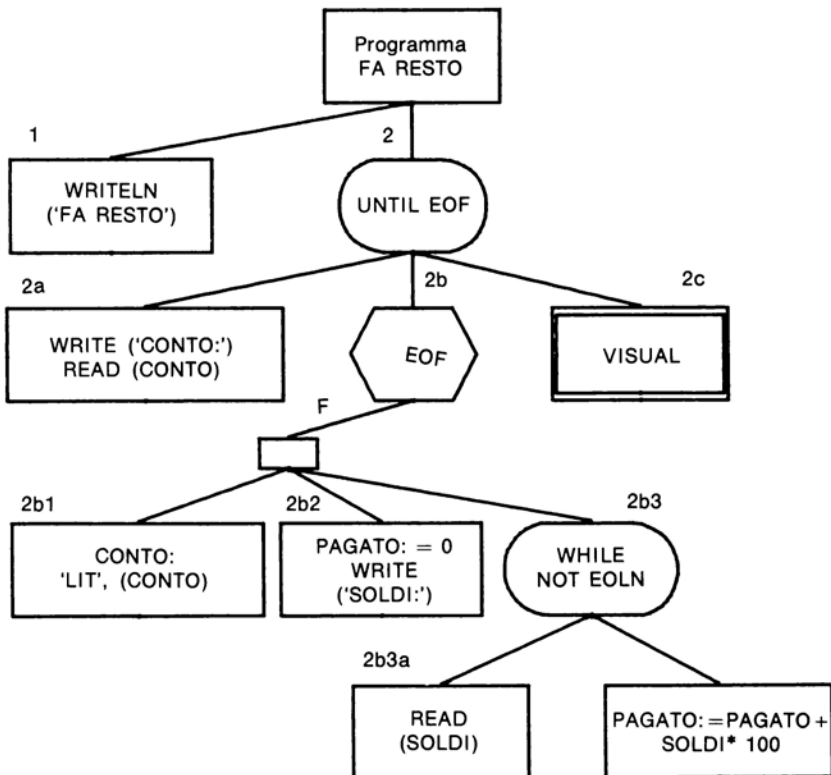 Programma
FA RESTO
1
2
WRITELN
('FA RESTO')
UNTIL EOF
2a
2b
2c
WRITE ('CONTO:')
READ (CONTO)
EOF
VISUAL
F
2b1
2b2
2b3
CONTO:
'LIT', (CONTO)
PAGATO: = 0
WRITE
('SOLDI:')
WHILE
NOT EOLN
2b3a
READ
(SOLDI)
PAGATO: =PAGATO +
SOLDI* 100